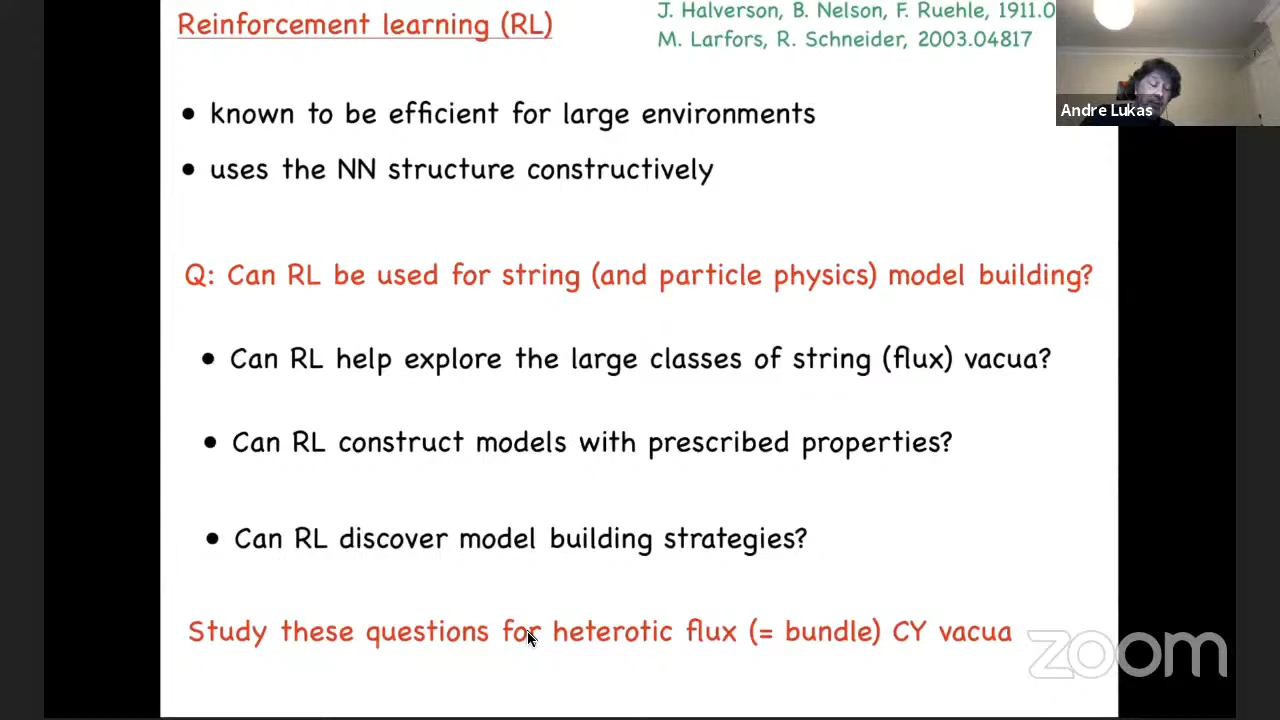 Reinforcement learning (RL)
J. Halverson, B. Nelson, F. Ruehle, 1911.0
M. Larfors, R. Schneider, 2003.04817
Andre Lukas
• known to be efficient for large environments
• uses the NN structure constructively
Q: Can RL be used for string (and particle physics) model building?
• Can RL help explore the large classes of string (flux) vacua?
• Can RL construct models with prescribed properties?
• Can RL discover model building strategies?
Study these questions for heterotic flux (= bundle) CY vacua
zoom